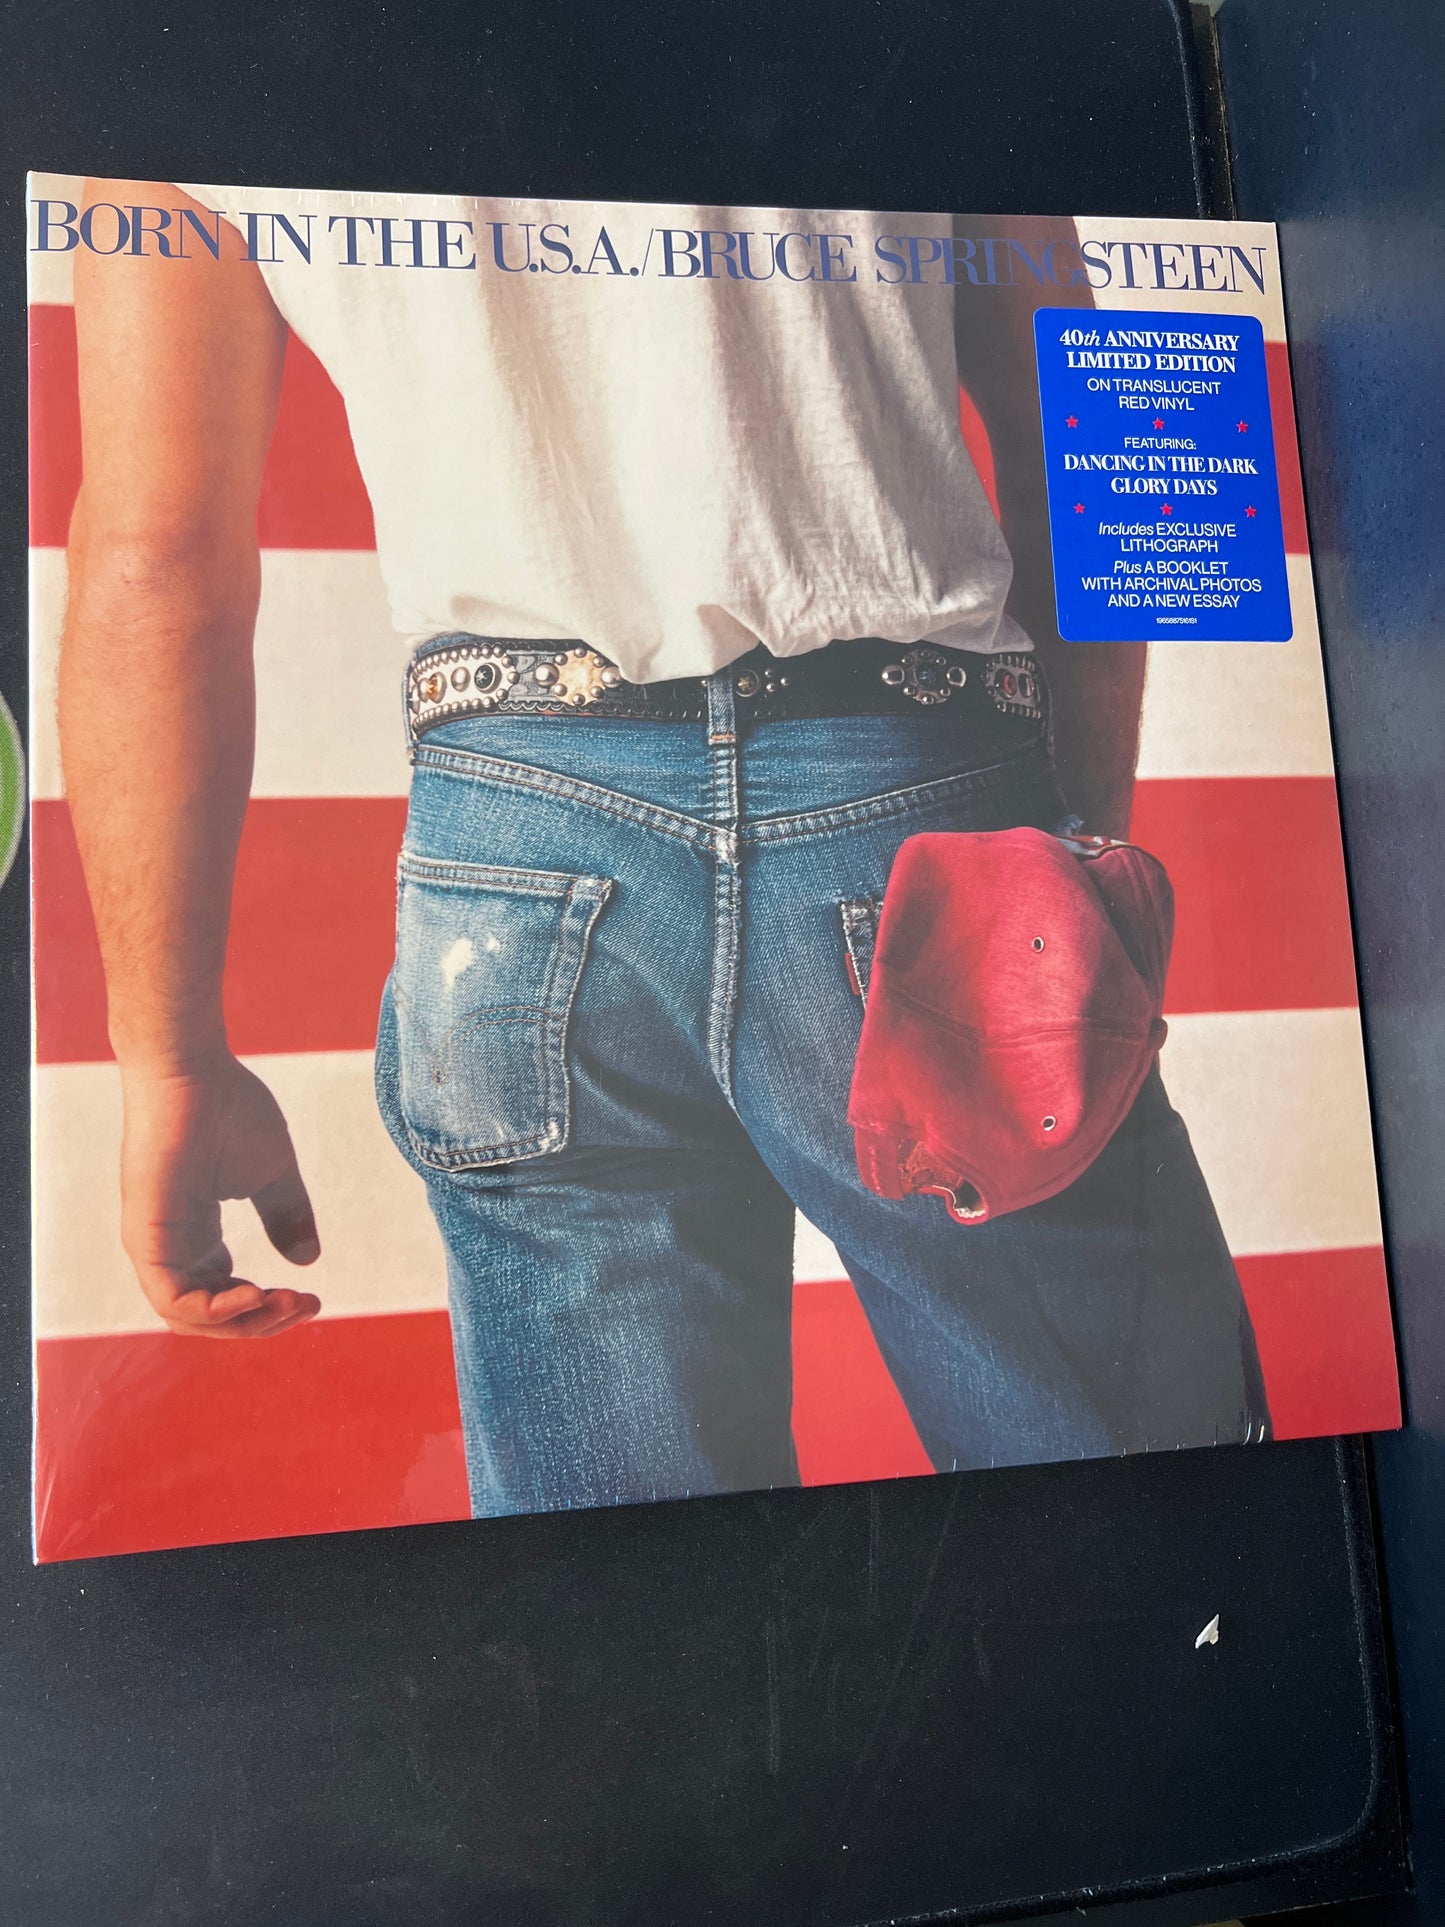 BORN IN THE U.S.A./BRUCE SPRINGSTEEN
40th ANNIVERSARY
LIMITED EDITION
ON TRANSLUCENT
RED VINYL
FEATURING:
DANCING IN THE DARK
GLORY DAYS
Includes EXCLUSIVE
LITHOGRAPH
Plus A BOOKLET
WITH ARCHIVAL PHOTOS
AND A NEW ESSAY